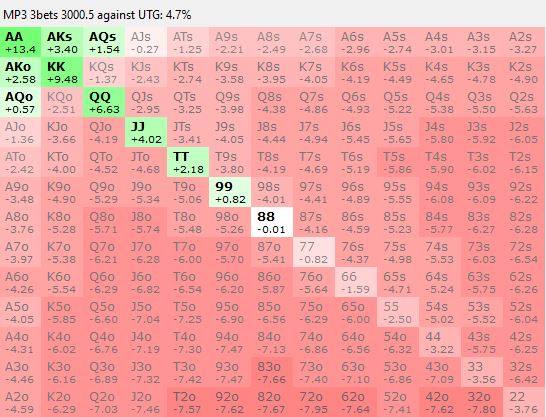 MP3 3bets 3000.5 against UTG: 4.7%
AA AKs AQs AJs ATs A9s A8s A7s A6s A5s A4s A3s A2s
+13.4 +3.40 +1.54 -0.27 -1.25 -2.21 -2.49 -2.68 -2.96 -2.74 -3.01 -3.15 -3.27
AKo KK KQs KJs KTs K9s K8s K7s K6s K5s K4s K3s K2s
+2.58 +9.48 -1.37 -2.43 -2.74 -3.58 -3.95 -4.05 -4.19 -4.49 -4.65 -4.78 -4.90
AQo KQo QQ QJs QTs Q9s Q8s Q7s Q6s Q5s Q4s Q3s Q2s
+0.57 -2.51 +6.63 -2.95 -3.25 -3.98 -4.38 -4.86 -4.93 -5.22 -5.38 -5.50 -5.63
AJo KJo QJo JJ JTs J9s J8s J7s J6s J5s J4s J3s J2s
-1.36 -3.66 -4.19 +4.02 -3.41 -4.05 -4.44 -4.94 -5.45 -5.65 -5.80 -5.92 -6.05
ATo KTo QTo JTo TT T9s T8s T7s T6s T5s T4s T3s T2s
-2.42 -4.00 -4.52 -4.68 +2.18 -3.80 -4.19 -4.69 -5.19 -5.86 -5.90 -6.02 -6.15
A9o K9o Q9o J9o T9o 99 98s 97s 96s 95s 94s 93s 92s
-3.48 -4.90 -5.29 -5.34 -5.06 +0.82 -4.01 -4.41 -4.89 -5.55 -6.08 -6.09 -6.22
A8o K8o Q8o J8o T8o 98o 88 87s 86s 85s 84s 83s 82s
-3.76 -5.28 -5.71 -5.74 -5.48 -5.26 -0.01 -4.16 -4.59 -5.23 -5.77 -6.27 -6.28
A7o K7o Q7o J7o T7o 97o 87o 77 76s 75s 74s 73s 72s
-3.97 -5.38 -6.21 -6.28 -6.00 -5.70 -5.41 -0.82 -4.37 -4.98 -5.53 -6.03 -6.54
A6o K6o Q6o J6o T6o 96o 86o 76o 66 65s 64s 63s 62s
-4.26 -5.54 -6.29 -6.82 -6.54 -6.20 -5.87 -5.64 -1.59 -4.71 -5.24 -5.75 -6.26
A5o K5o Q5o J5o T5o 95o 85o 75o 65o 55 54s 53s 52s
-4.05 -5.85 -6.60 -7.04 -7.25 -6.90 -6.56 -6.29 -6.00 -2.50 -5.02 -5.52 -6.04
A4o K4o Q4o J4o T4o 94o 84o 74o 64o 54o 44 43s 42s
-4.31 -6.02 -6.76 -7.19 -7.30 -7.47 -7.13 -6.86 -6.56 -6.32 -3.22 -5.75 -6.25
A3o K3o Q3o J3o T3o 93o 83o 73o 63o 53o 43o 33 32s
-4.46 -6.16 -6.89 -7.32 -7.42 -7.47 -7.66 -7.40 -7.10 -6.86 -7.08 -3.56 -6.42
A2o K2o Q2o J2o T2o 92o 82o 72o 62o 52o 42o 32o 22
-4.59 -6.29 -7.03 -7.46 -7.57 -7.62 -7.67 -7.95 -7.64 -7.41 -7.62 -7.80 -3.76